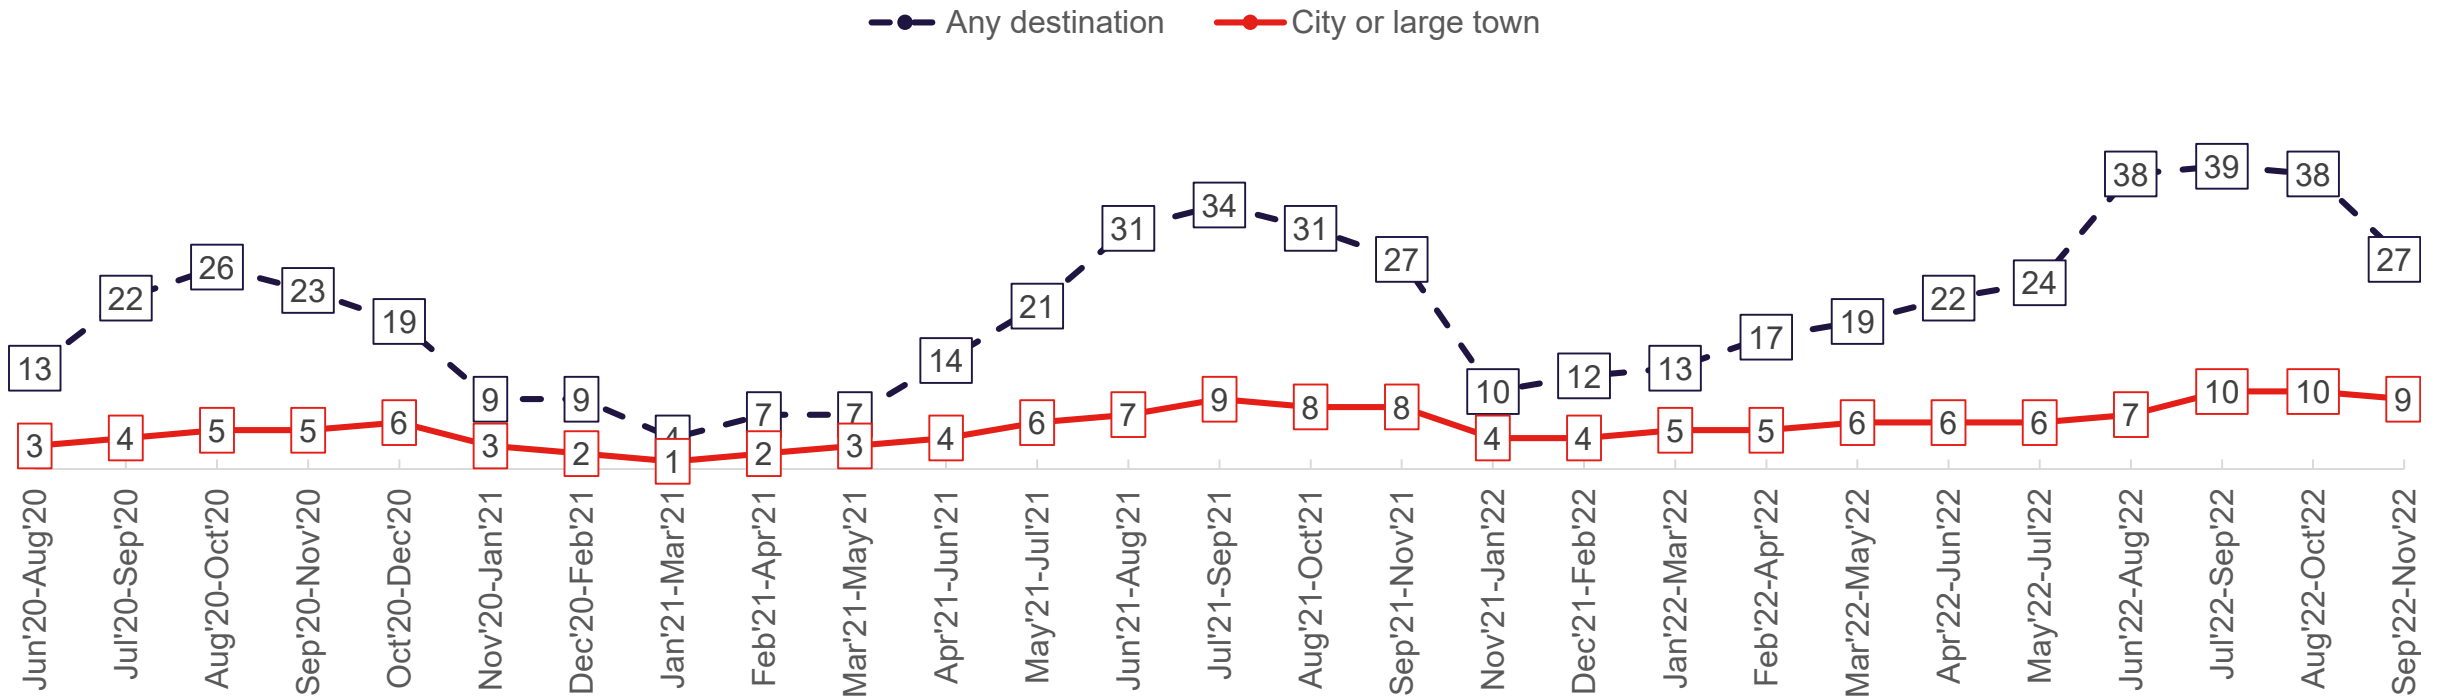 Any destination City or large town
13 22 26 23 19 9 9 4 7 7 14 21 31 34 31 27 10 12 13 17 19 22 24 38 39 38 27
3 4 5 5 6 3 2 1 2 3 4 6 7 9 8 8 4 4 5 5 6 6 6 7 10 10 9
Jun'20-Aug'20
Jul'20-Sep'20
Aug'20-Oct'20
Sep'20-Nov'20
Oct'20-Dec'20
Nov'20-Jan'21
Dec'20-Feb'21
Jan'21-Mar'21
Feb'21-Apr'21
Mar'21-May'21
Apr'21-Jun'21
May'21-Jul'21
Jun'21-Aug'21
Jul'21-Sep'21
Aug'21-Oct'21
Sep'21-Nov'21
Nov'21-Jan'22
Dec'21-Feb'22
Jan'22-Mar'22
Feb'22-Apr'22
Mar'22-May'22
Apr'22-Jun'22
May'22-Jul'22
Jun'22-Aug'22
Jul'22-Sep'22
Aug'22-Oct'22
Sep'22-Nov'22